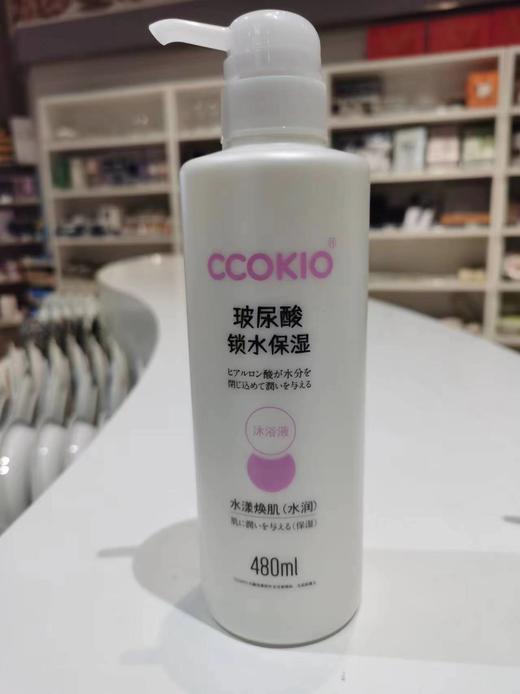 CCOKIO®
玻尿酸
锁水保湿
ヒアルロン酸が水分を
閉じ込めて潤いを与える
沐浴液
水漾焕肌（水润）
肌に潤いを与える（保湿）
480ml